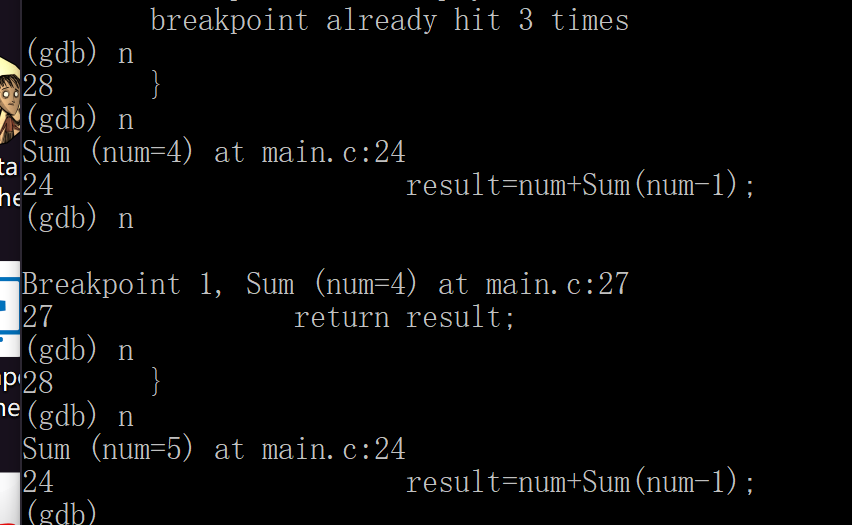 breakpoint already hit 3 times
(gdb) n
28 }
(gdb) n
Sum (num=4) at main.c:24
24 result=num+Sum(num-1);
(gdb) n
Breakpoint 1, Sum (num=4) at main.c:27
27 return result;
(gdb) n
28 }
(gdb) n
Sum (num=5) at main.c:24
24 result=num+Sum(num-1);
(gdb)